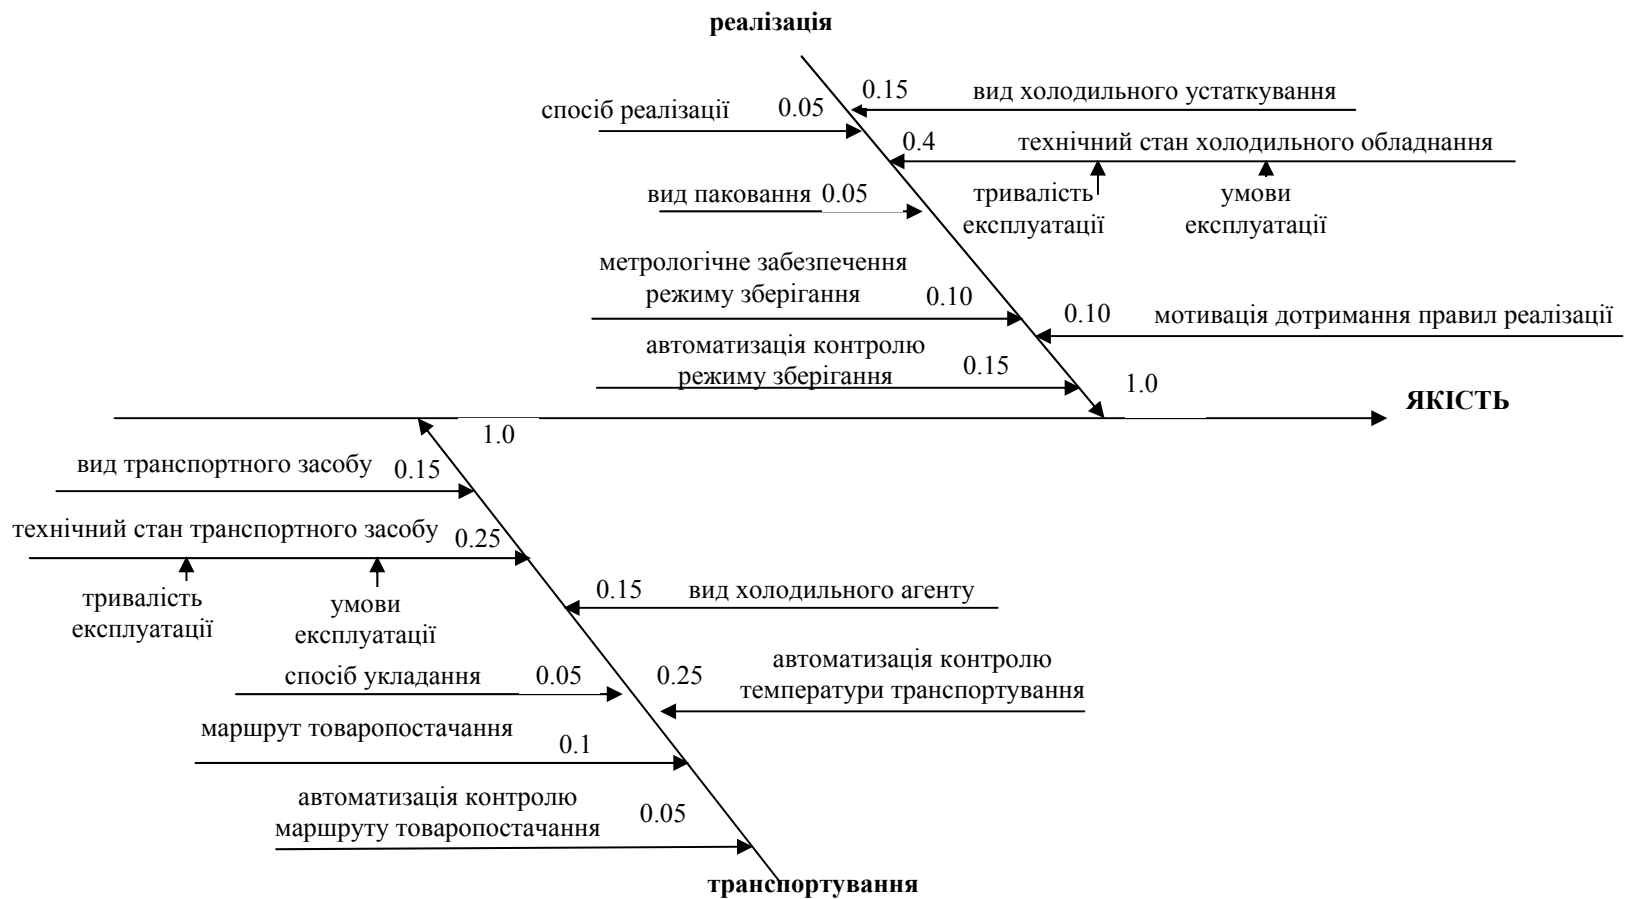 реалізація
0.15 вид холодильного устаткування
спосіб реалізації 0.05
0.4 технічний стан холодильного обладнання
вид паковання 0.05
тривалість
експлуатації
умови
експлуатації
метрологічне забезпечення
режиму зберігання 0.10
0.10 мотивація дотримання правил реалізації
автоматизація контролю
режиму зберігання 0.15
1.0
ЯКІСТЬ
1.0
вид транспортного засобу 0.15
технічний стан транспортного засобу 0.25
тривалість
експлуатації
умови
експлуатації
0.15 вид холодильного агенту
спосіб укладання 0.05
0.25 автоматизація контролю
температури транспортування
маршрут товаропостачання
0.1
автоматизація контролю
маршруту товаропостачання 0.05
транспортування